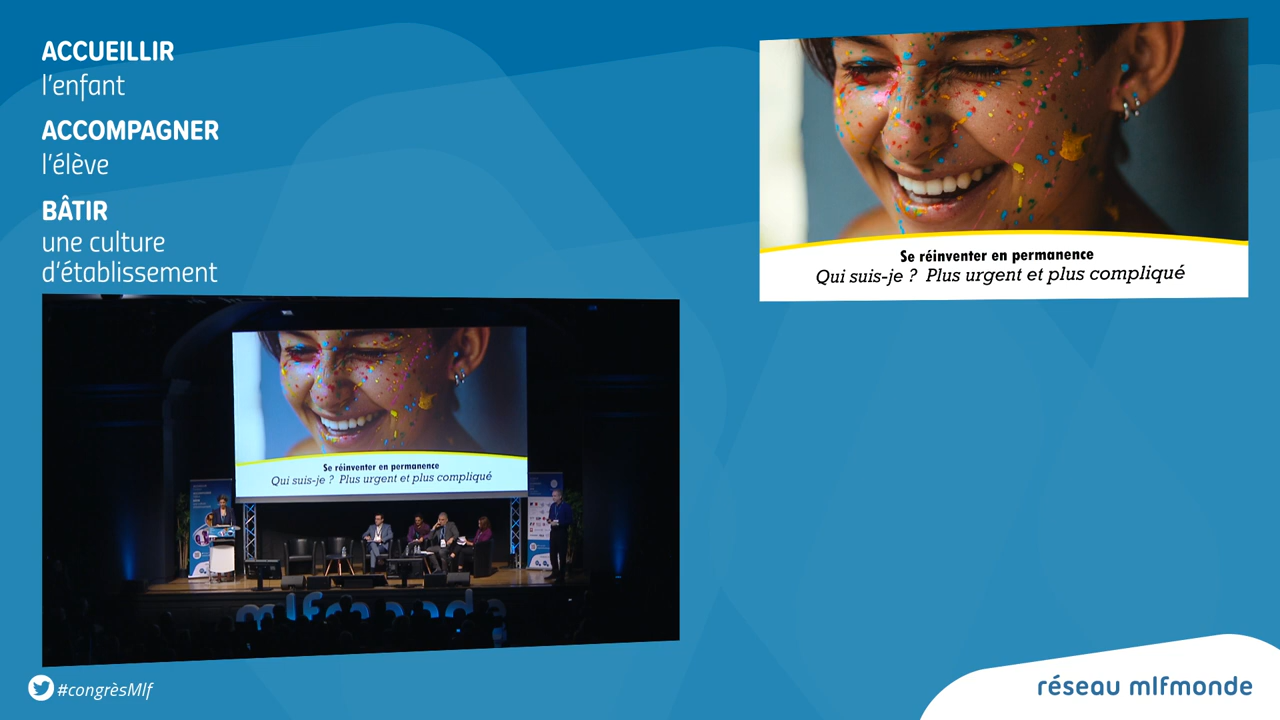 ACCUEILLIR
l'enfant
ACCOMPAGNER
l'élève
BÂTIR
une culture
d'établissement
Se réinventer en permanence
Qui suis-je ? Plus urgent et plus compliqué
Se réinventer en permanence
Qui suis-je ? Plus urgent et plus compliqué
mlfmonde
#congrèsMlf
réseau mlfmonde